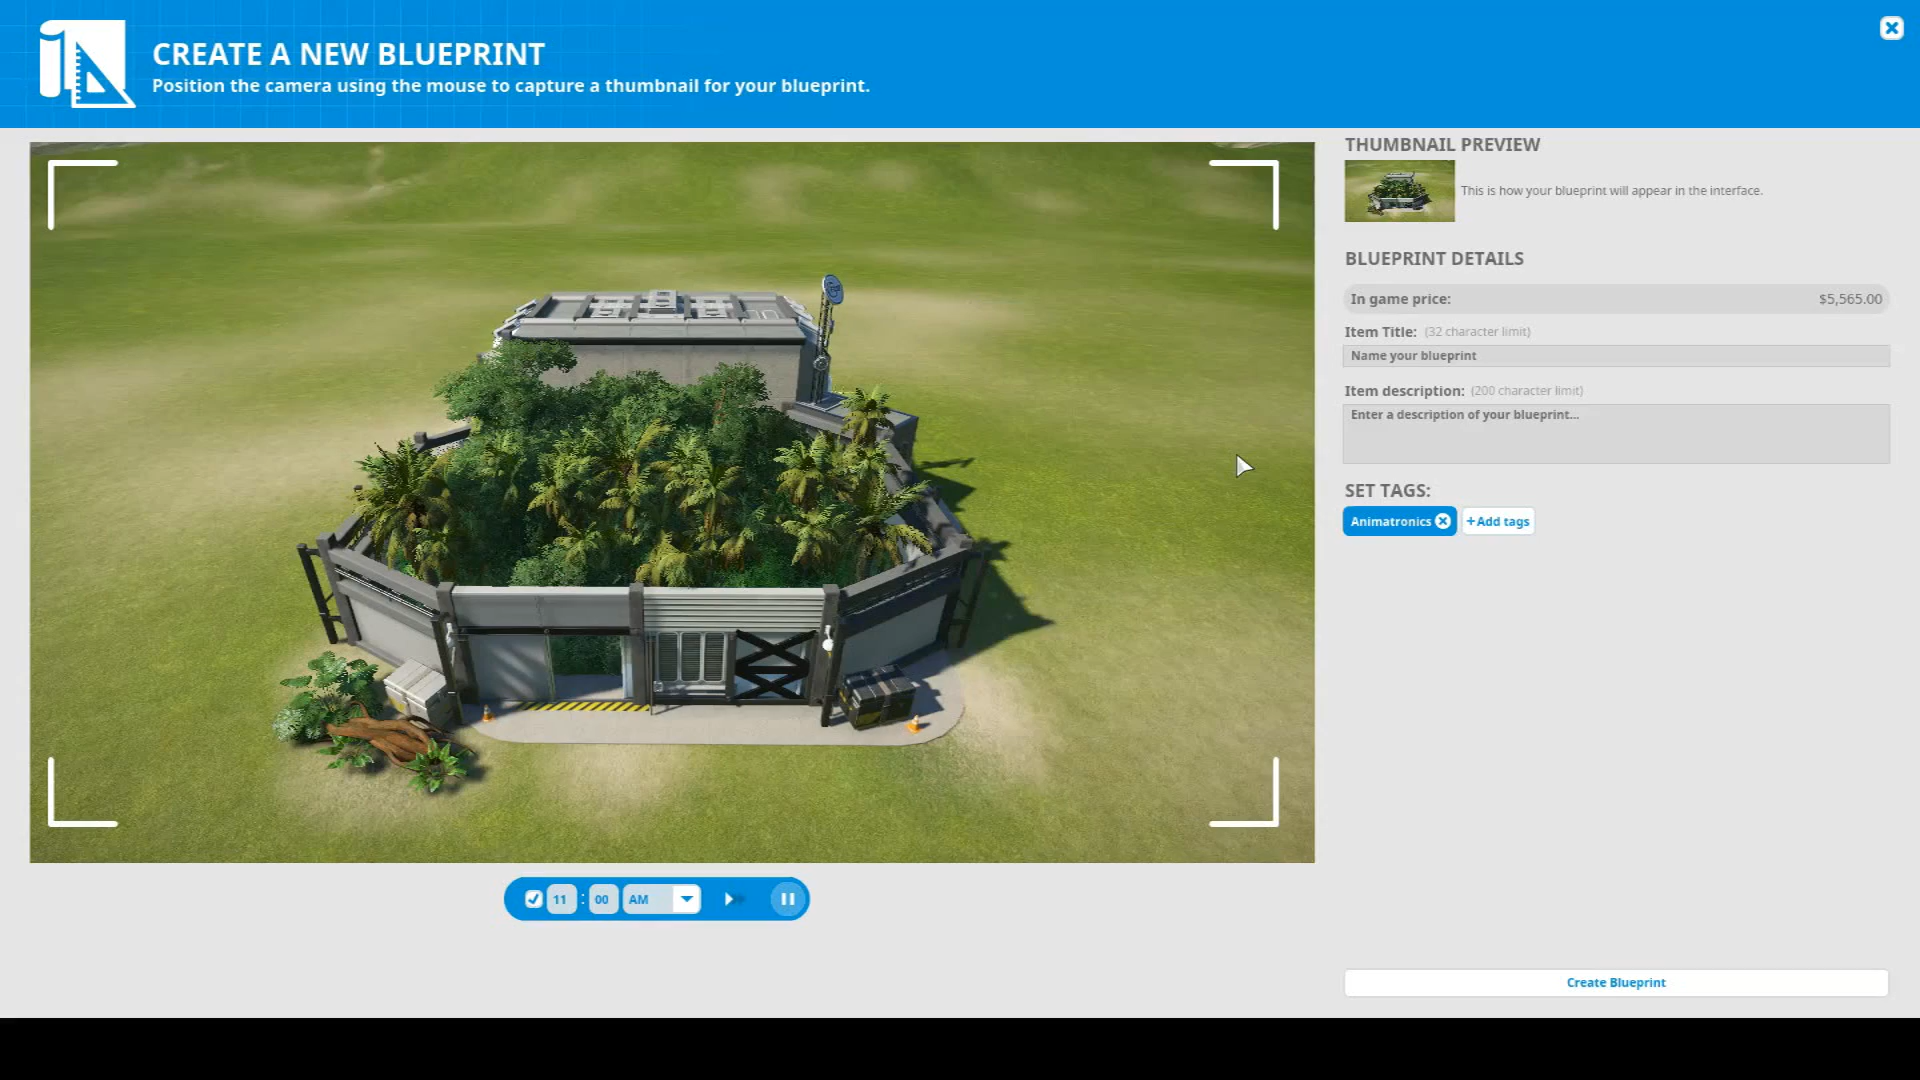 CREATE A NEW BLUEPRINT
Position the camera using the mouse to capture a thumbnail for your blueprint.
THUMBNAIL PREVIEW
This is how your blueprint will appear in the interface.
BLUEPRINT DETAILS
In game price: $5,565.00
Item Title: (32 character limit)
Name your blueprint
Item description: (200 character limit)
Enter a description of your blueprint...
SET TAGS:
Animatronics +Add tags
11 : 00 AM
Create Blueprint